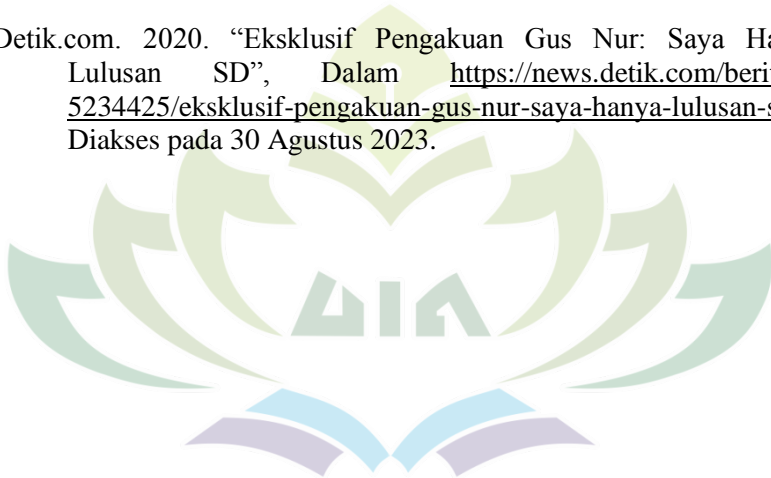 Detik.com. 2020. “Eksklusif Pengakuan Gus Nur: Saya Ha
Lulusan SD”, Dalam https://news.detik.com/beri
5234425/eksklusif-pengakuan-gus-nur-saya-hanya-lulusan-s
Diakses pada 30 Agustus 2023.
UIN